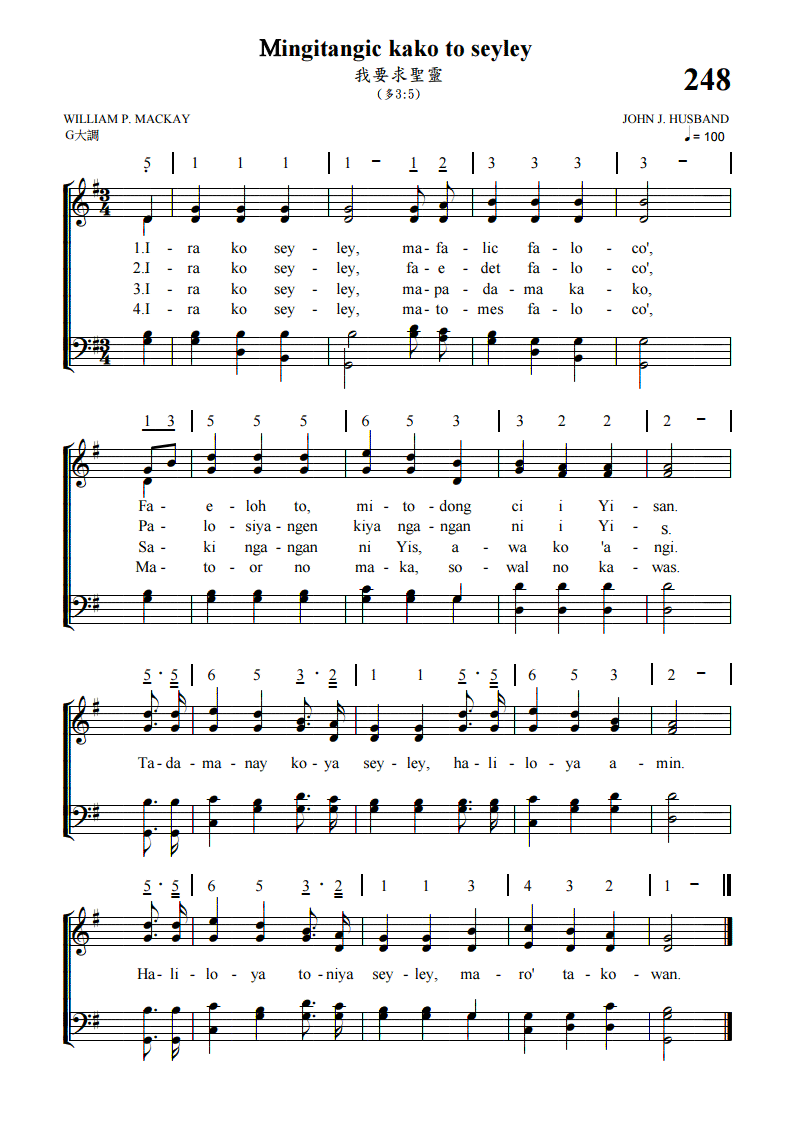 Mingitangic kako to seyley
我要求聖靈
(多3:5)
248
WILLIAM P. MACKAY
JOHN J. HUSBAND
G大調
♩ = 100
5̣ | 1 1 1 | 1 – 1 2 | 3 3 3 | 3 – |
3 4
1.I - ra ko sey - ley, ma - fa - lic fa - lo - co',
2.I - ra ko sey - ley, fa - e - det fa - lo - co',
3.I - ra ko sey - ley, ma - pa - da - ma ka - ko,
4.I - ra ko sey - ley, ma - to - mes fa - lo - co',
3 4
1 3 | 5 5 5 | 6 5 3 | 3 2 2 | 2 – |
Fa - e - loh to, mi - to - dong ci i Yi - san.
Pa - lo - siya - ngen kiya nga - ngan ni i Yi - s.
Sa - ki nga - ngan ni Yis, a - wa ko 'a - ngi.
Ma - to - or no ma - ka, so - wal no ka - was.
5 · 5 | 6 5 3 · 2 | 1 1 5 · 5 | 6 5 3 | 2 – |
Ta - da - ma - nay ko - ya sey - ley, ha - li - lo - ya a - min.
5 · 5 | 6 5 3 · 2 | 1 1 3 | 4 3 2 | 1 – ||
Ha - li - lo - ya to - niya sey - ley, ma - ro' ta - ko - wan.